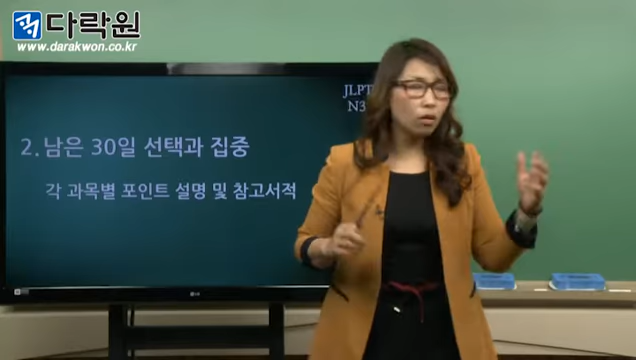 다락원
www.darakwon.co.kr
JLPT
N3
2. 남은 30일 선택과 집중
각 과목별 포인트 설명 및 참고서적